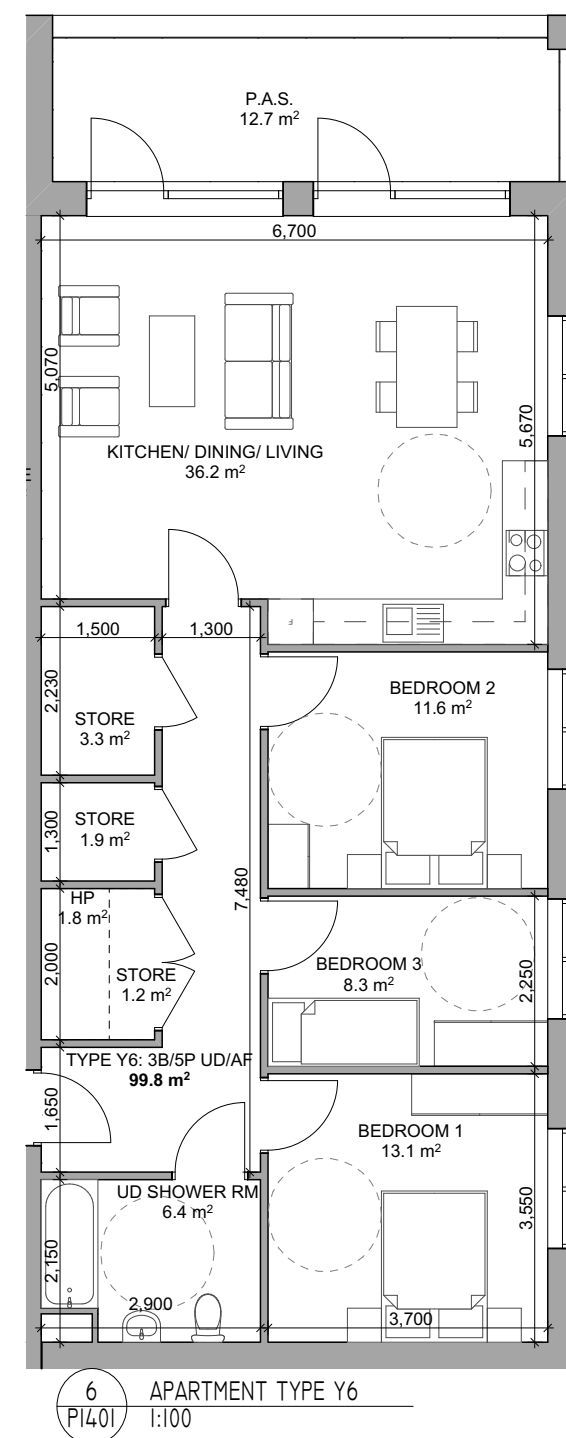 P.A.S.
12.7 m²
6,700
5,070
5,670
KITCHEN/ DINING/ LIVING
36.2 m²
1,500
1,300
2,230
STORE
3.3 m²
BEDROOM 2
11.6 m²
1,300
STORE
1.9 m²
7,480
HP
1.8 m²
2,000
STORE
1.2 m²
BEDROOM 3
8.3 m²
2,250
TYPE Y6: 3B/5P UD/AF
99.8 m²
1,650
BEDROOM 1
13.1 m²
UD SHOWER RM
6.4 m²
3,550
2,150
2,900
3,700
6
P1401
APARTMENT TYPE Y6
1:100